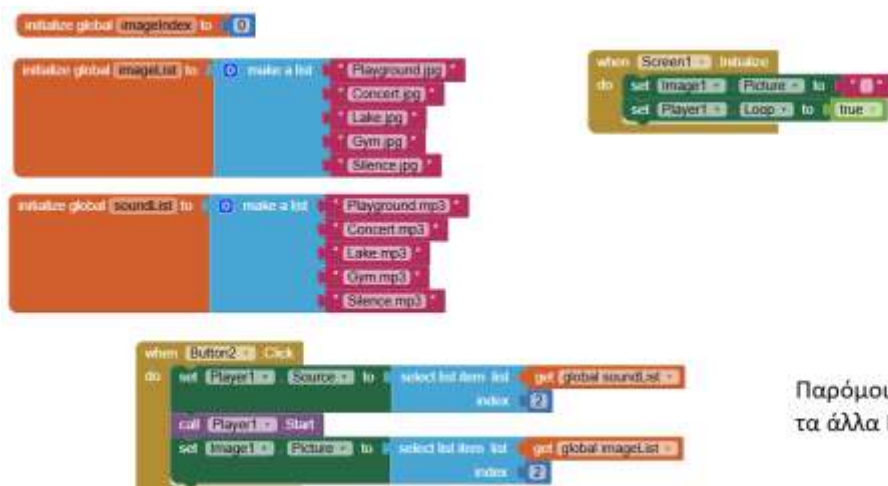 initialize global imageIndex to 0
initialize global imageList to make a list " Playground.jpg "
" Concert.jpg "
" Lake.jpg "
" Gym.jpg "
" Silence.jpg "
when Screen1 Initialize
do set Image1 Picture to " "
set Player1 Loop to true
initialize global soundList to make a list " Playground.mp3 "
" Concert.mp3 "
" Lake.mp3 "
" Gym.mp3 "
" Silence.mp3 "
when Button2 Click
do set Player1 Source to select list item list get global soundList
index 2
call Player1 Start
set Image1 Picture to select list item list get global imageList
index 2
τα άλλα